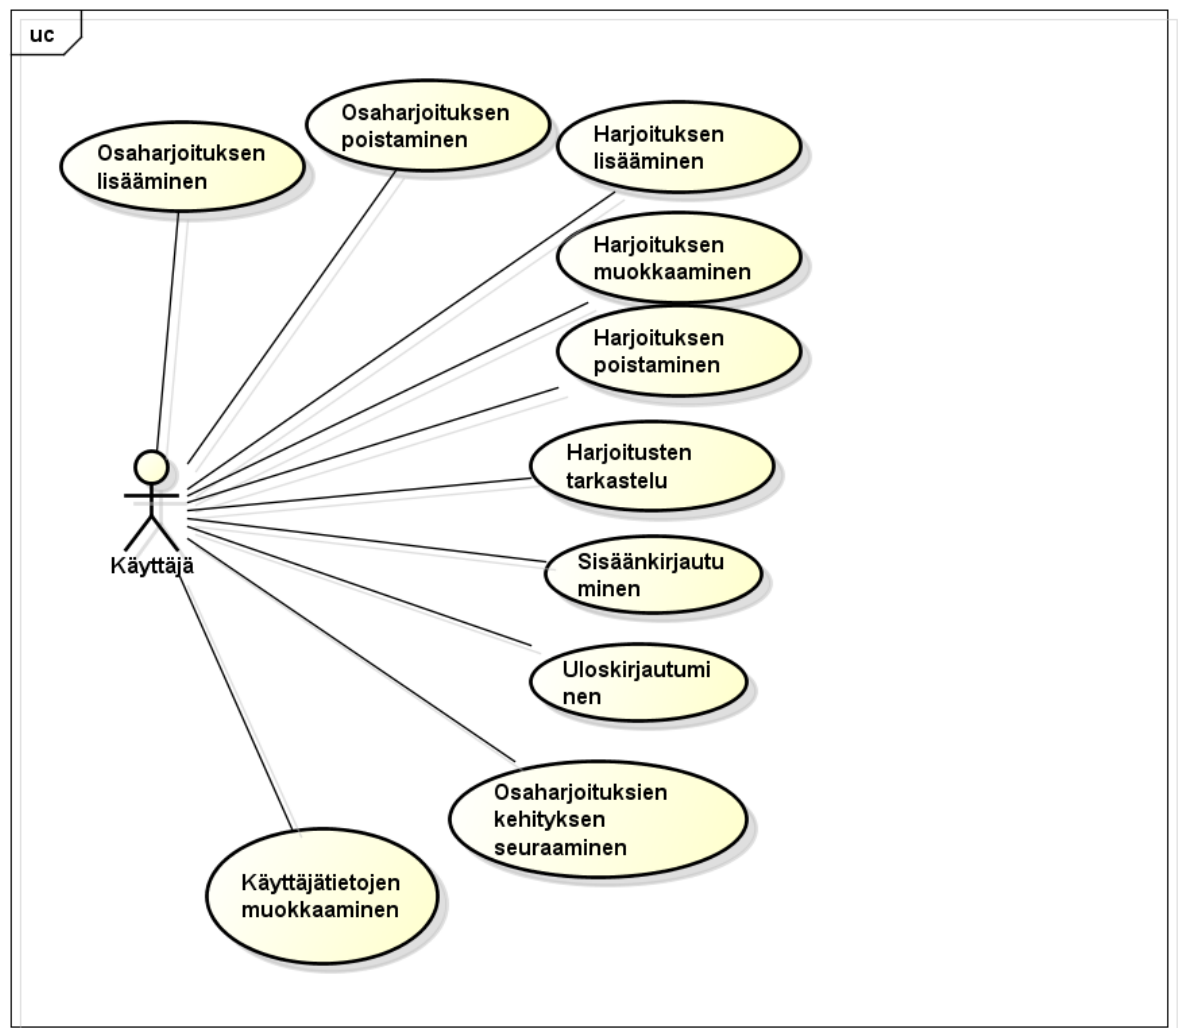 uc
Osaharjoituksen
lisääminen
Osaharjoituksen
poistaminen
Harjoituksen
lisääminen
Harjoituksen
muokkaaminen
Harjoituksen
poistaminen
Harjoitusten
tarkastelu
Käyttäjä
Sisäänkirjautu
minen
Uloskirjautumi
nen
Osaharjoituksien
kehityksen
seuraaminen
Käyttäjätietojen
muokkaaminen